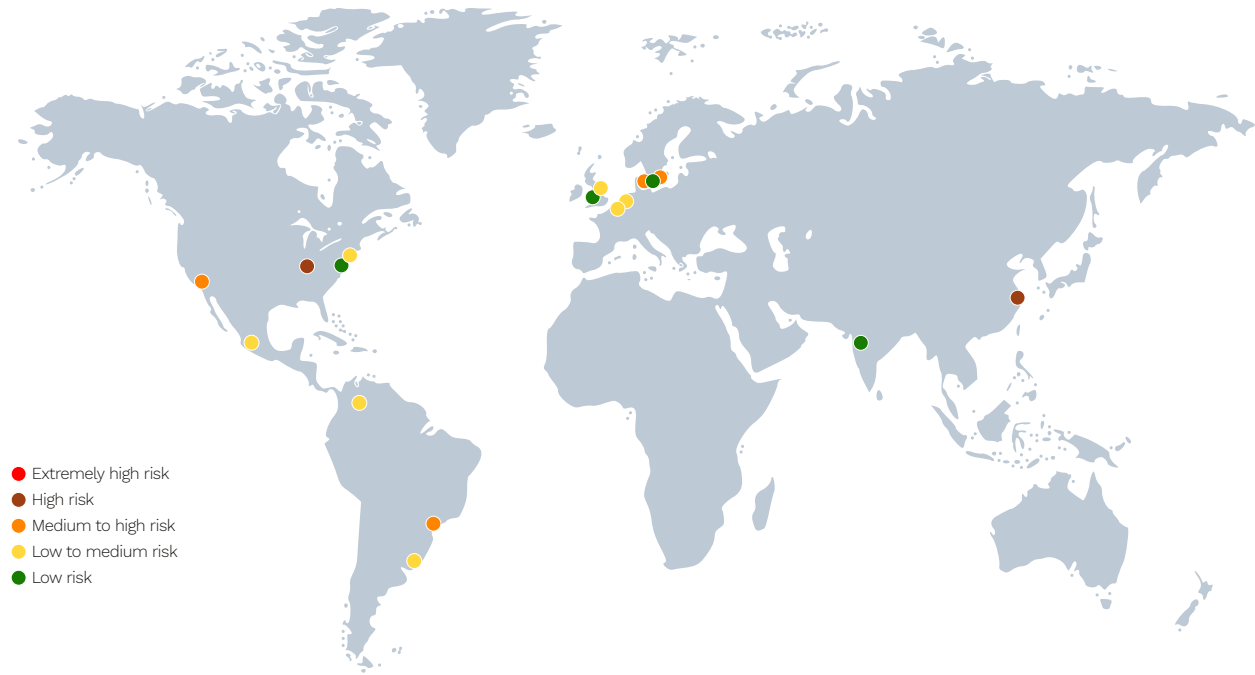 Extremely high risk
High risk
Medium to high risk
Low to medium risk
Low risk